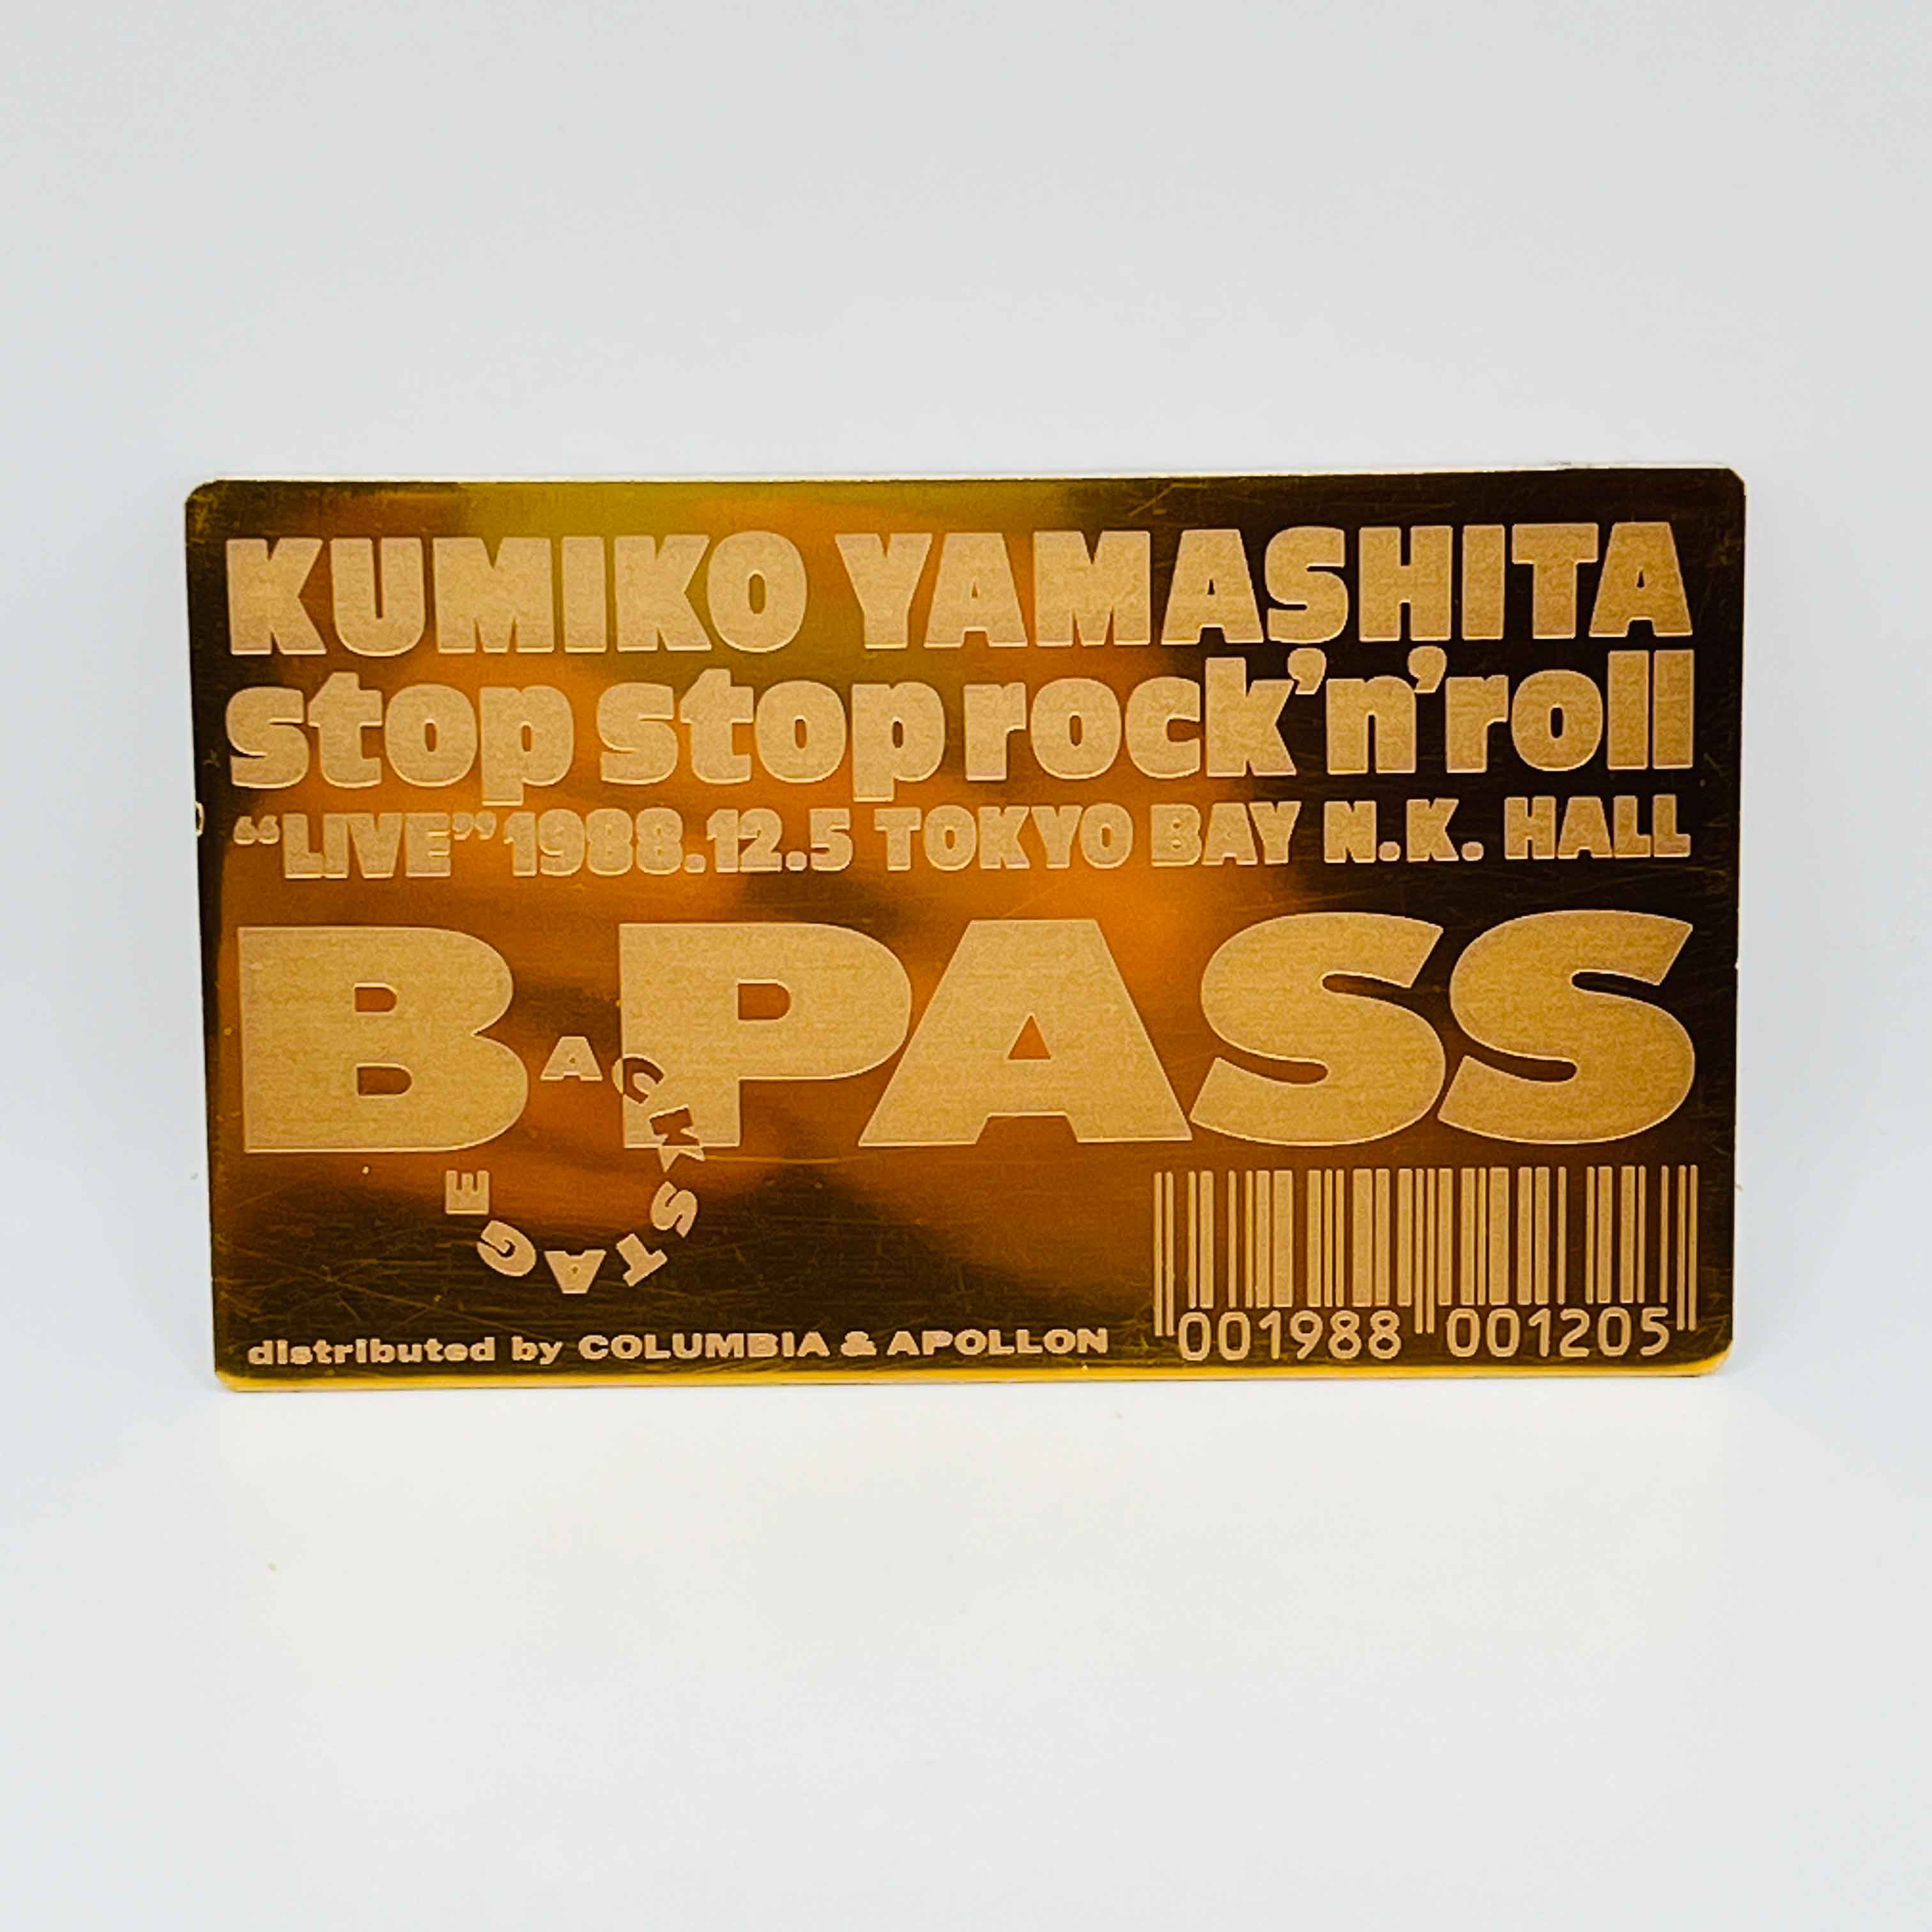 KUMIKO YAMASHITA
stop stop rock'n'roll
“LIVE” 1988.12.5 TOKYO BAY N.K. HALL
B.PASS
BACKSTAGE
distributed by COLUMBIA & APOLLON
001988 001205